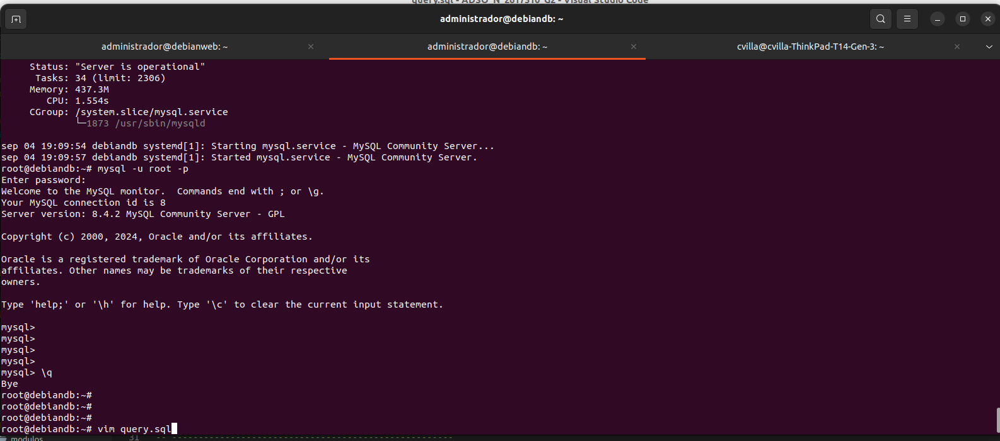 query.sql - ADSO_N_2617510_G2 - Visual Studio Code
administrador@debiandb: ~
administrador@debianweb: ~
administrador@debiandb: ~
cvilla@cvilla-ThinkPad-T14-Gen-3: ~
Status: "Server is operational"
Tasks: 34 (limit: 2306)
Memory: 437.3M
CPU: 1.554s
CGroup: /system.slice/mysql.service
└─1873 /usr/sbin/mysqld
sep 04 19:09:54 debiandb systemd[1]: Starting mysql.service - MySQL Community Server...
sep 04 19:09:57 debiandb systemd[1]: Started mysql.service - MySQL Community Server.
root@debiandb:~# mysql -u root -p
Enter password:
Welcome to the MySQL monitor.  Commands end with ; or \g.
Your MySQL connection id is 8
Server version: 8.4.2 MySQL Community Server - GPL
Copyright (c) 2000, 2024, Oracle and/or its affiliates.
Oracle is a registered trademark of Oracle Corporation and/or its
affiliates. Other names may be trademarks of their respective
owners.
Type 'help;' or '\h' for help. Type '\c' to clear the current input statement.
mysql>
mysql>
mysql>
mysql>
mysql> \q
Bye
root@debiandb:~#
root@debiandb:~#
root@debiandb:~#
root@debiandb:~# vim query.sql
modulos
31 -- -----------------------------------------------------